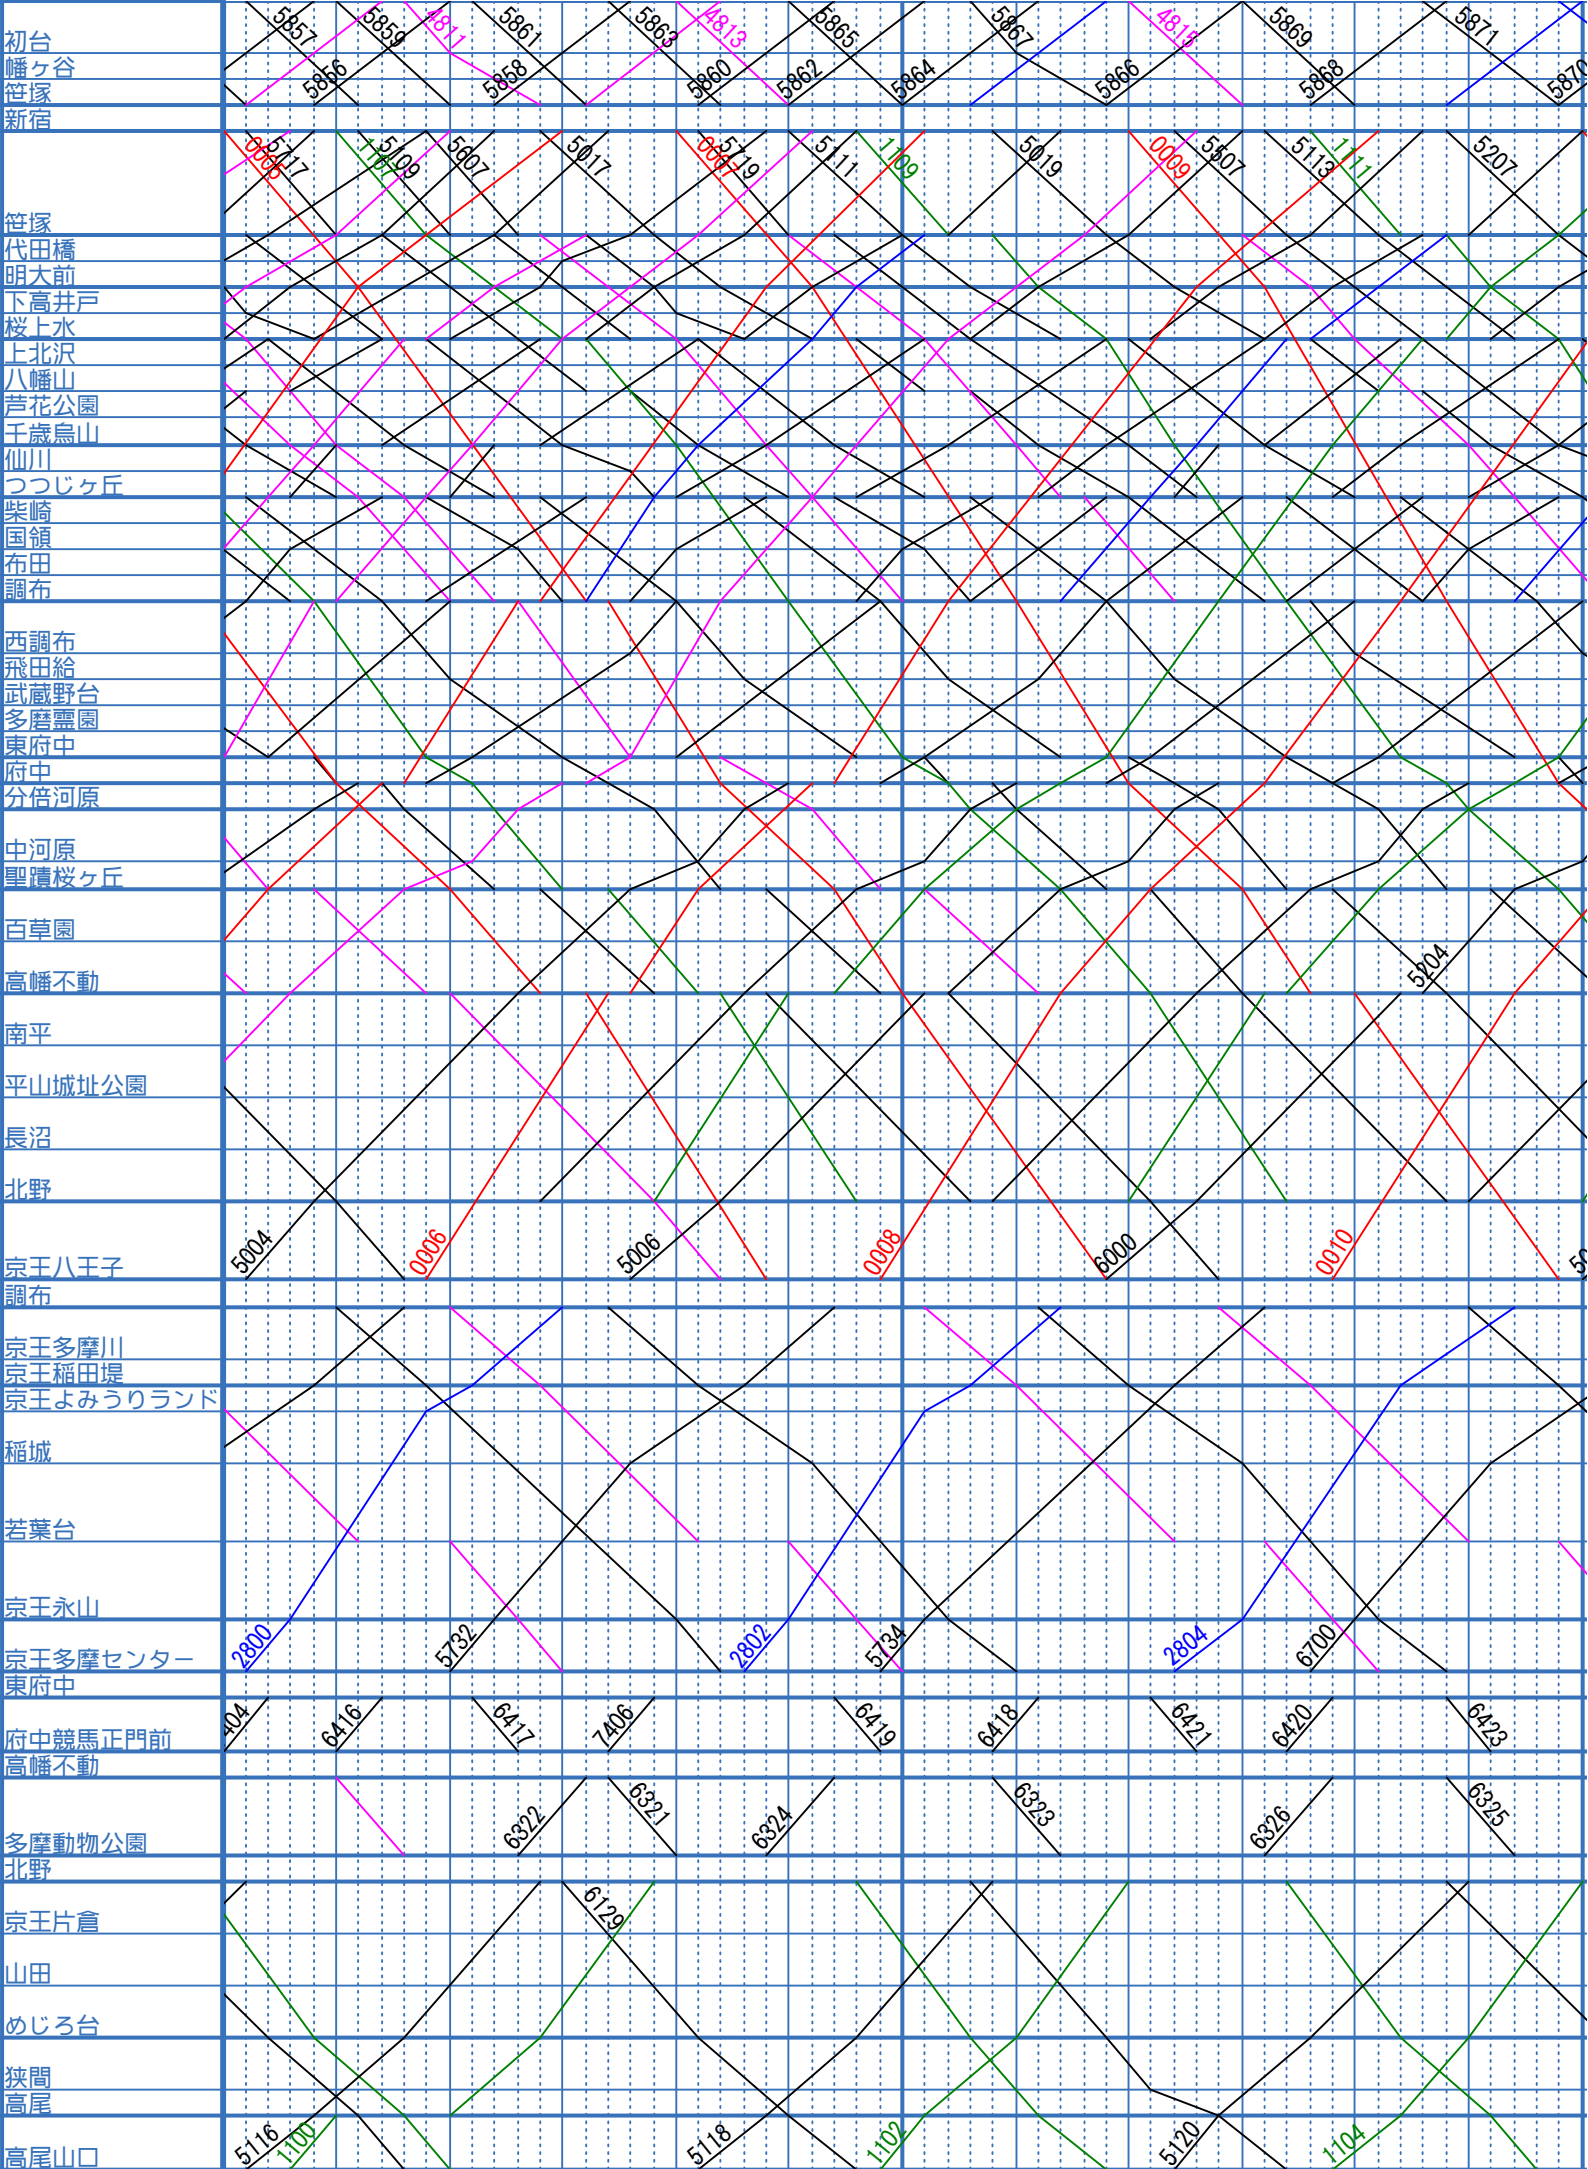 初台
幡ヶ谷
笹塚
新宿
笹塚
代田橋
明大前
下高井戸
桜上水
上北沢
八幡山
芦花公園
千歳烏山
仙川
つつじヶ丘
柴崎
国領
布田
調布
西調布
飛田給
武蔵野台
多磨霊園
東府中
府中
分倍河原
中河原
聖蹟桜ヶ丘
百草園
高幡不動
南平
平山城址公園
長沼
北野
京王八王子
調布
京王多摩川
京王稲田堤
京王よみうりランド
稲城
若葉台
京王永山
京王多摩センター
東府中
府中競馬正門前
高幡不動
多摩動物公園
北野
京王片倉
山田
めじろ台
狭間
高尾
高尾山口
5857 5859 4811 5861 5863 4813 5865 5867 4815 5869 5871
5856 5858 5860 5862 5864 5866 5868 5870
5717 5109 5607 5017 5719 5111 1109 5019 0009 5507 5113 1111 5207
5204
5004 0006 5006 0008 6000 0010
2800 5732 2802 5734 2804 6700
404 6416 6417 7406 6419 6418 6421 6420 6423
6322 6321 6324 6323 6326 6325
6129
5116 1100 5118 1102 5120 1104